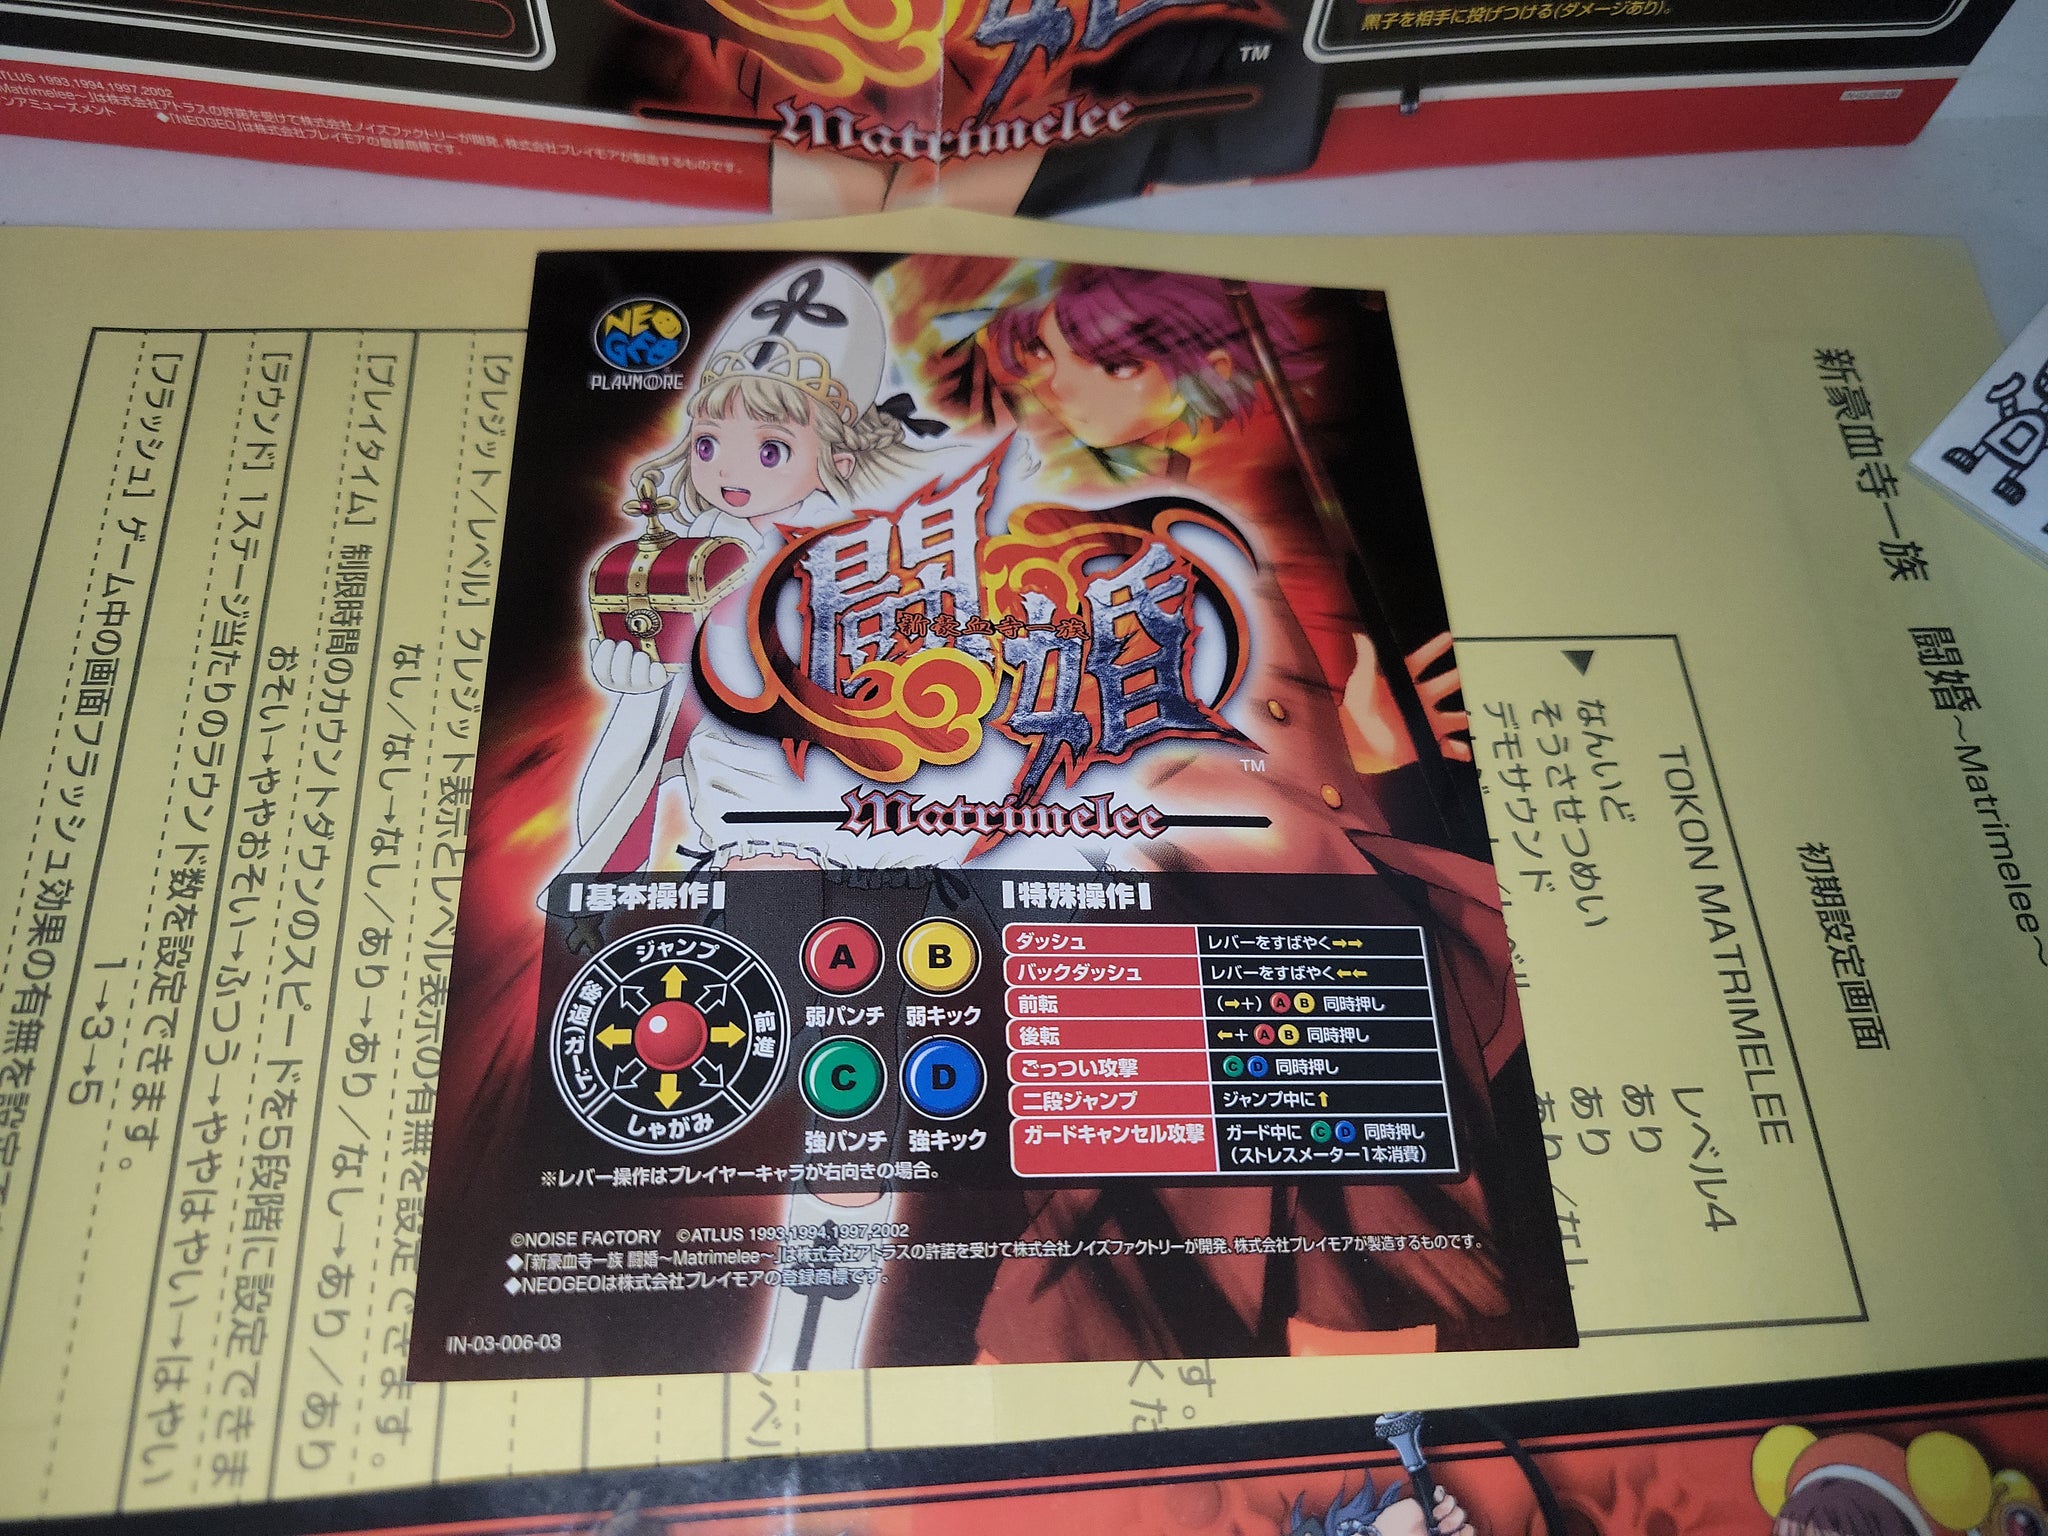 黒子を相手に投げつける(ダメージあり)。
TM
Matrimelee
ATLUS 1993,1994,1997,2002
Matrimelee～」は株式会社アトラスの許諾を受けて株式会社ノイズファクトリーが開発、株式会社プレイモアが製造するものです。
ンアミューズメント
◆「NEOGEO」は株式会社プレイモアの登録商標です。
NEO
GEO
PLAYMORE
闘婚
新豪血寺一族
TM
Matrimelee
基本操作
ジャンプ
前進
後退(ガード)
しゃがみ
A
B
弱パンチ
弱キック
C
D
強パンチ
強キック
※レバー操作はプレイヤーキャラが右向きの場合。
特殊操作
ダッシュ レバーをすばやく→→
バックダッシュ レバーをすばやく←←
前転 (→+) A B 同時押し
後転 ←+ A B 同時押し
ごっつい攻撃 C D 同時押し
二段ジャンプ ジャンプ中に↑
ガードキャンセル攻撃 ガード中に C D 同時押し
(ストレスメーター1本消費)
©NOISE FACTORY ©ATLUS 1993,1994,1997,2002
◆「新豪血寺一族 闘婚～Matrimelee～」は株式会社アトラスの許諾を受けて株式会社ノイズファクトリーが開発、株式会社プレイモアが製造するものです。
◆NEOGEOは株式会社プレイモアの登録商標です。
IN-03-006-03
新豪血寺一族 闘婚～Matrimelee～
初期設定画面
TOKON MATRIMELEE
▼なんいど レベル4
そうさせつめい あり
デモサウンド あり
[クレジット/レベル] クレジット表示とレベル表示の有無を設定できます。
なし/なし→なし/あり→あり/なし→あり/あり
[プレイタイム] 制限時間のカウントダウンのスピードを5段階に設定できま
おそい→ややおそい→ふつう→ややはやい→はやい
[ラウンド] 1ステージ当たりのラウンド数を設定できます。
1→3→5
[フラッシュ] ゲーム中の画面フラッシュ効果の有無を設定で